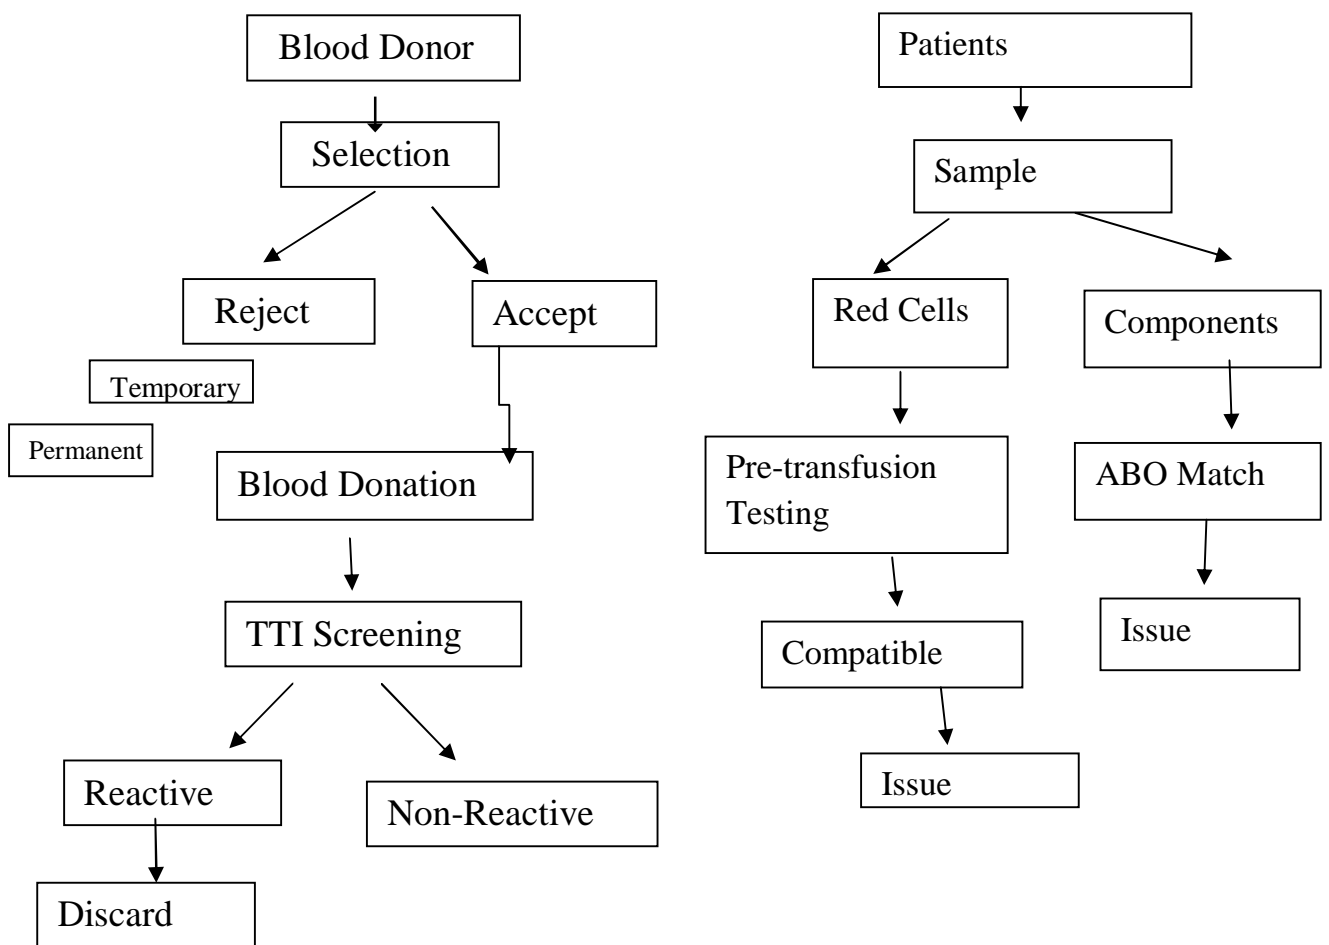 Blood Donor
Selection
Reject
Accept
Temporary
Permanent
Blood Donation
TTI Screening
Reactive
Non-Reactive
Discard
Patients
Sample
Red Cells
Components
Pre-transfusion
Testing
ABO Match
Compatible
Issue
Issue